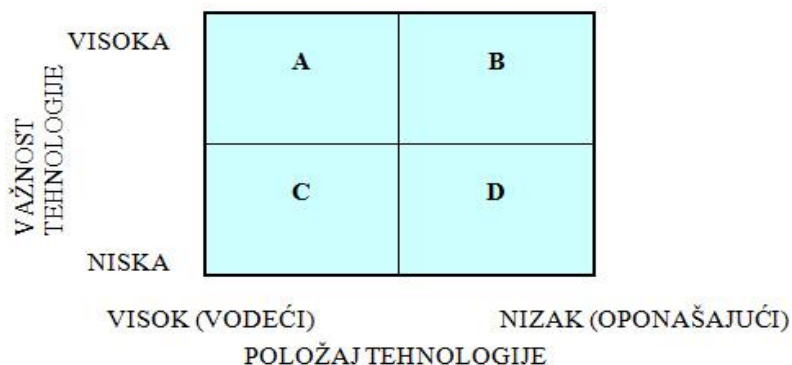 VISOKA
A
B
VAŽNOST
TEHNOLOGIJE
C
D
NISKA
VISOK (VODEĆI)
NIZAK (OPONAŠAJUĆI)
POLOŽAJ TEHNOLOGIJE